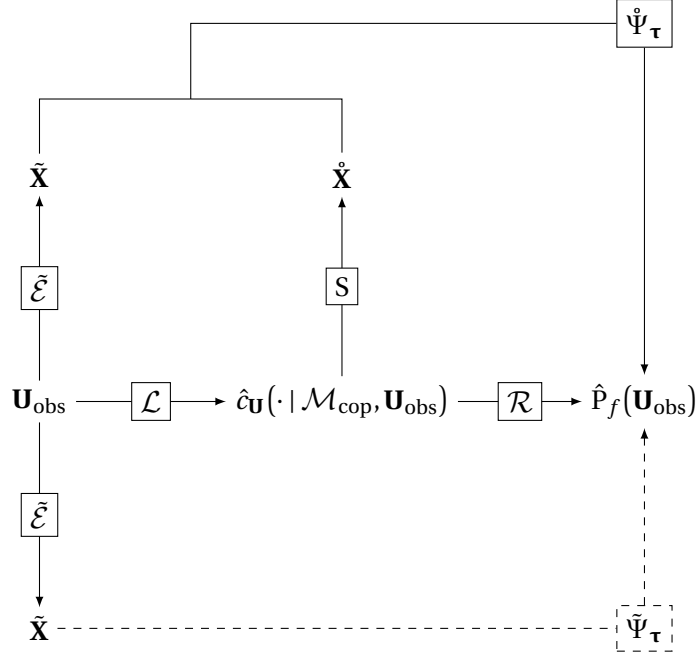 Ψ̊_τ
X̃ X̊
Ɛ̃ S
U_obs ℒ ĉ_U(· | ℳ_cop, U_obs) ℛ P̂_f(U_obs)
Ɛ̃
X̃ Ψ̃_τ